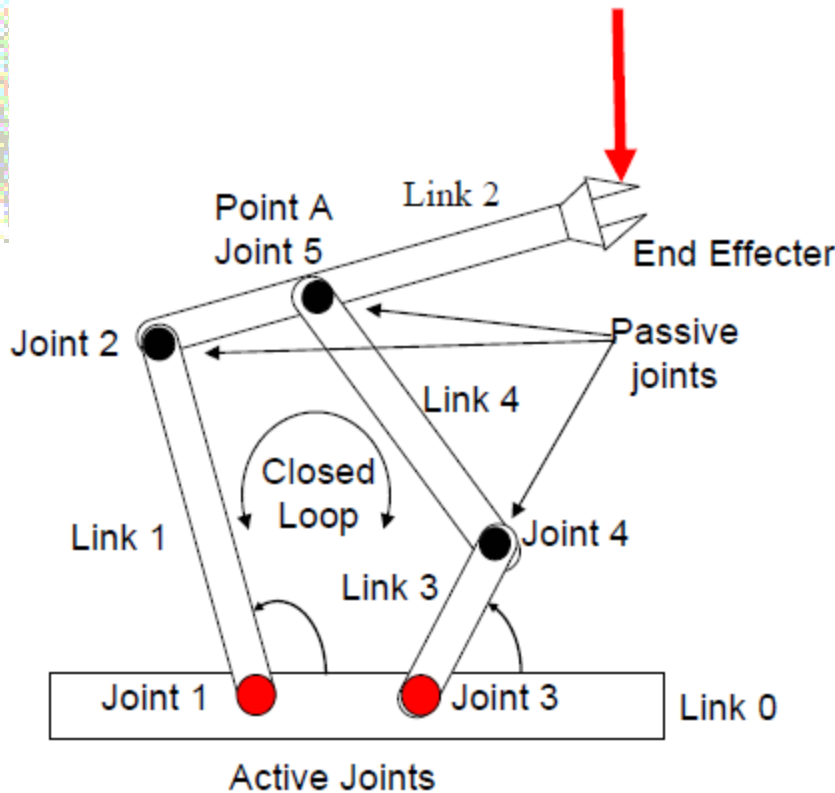 Point A
Joint 5
Link 2
End Effecter
Joint 2
Passive
joints
Link 4
Closed
Loop
Link 1
Joint 4
Link 3
Joint 1
Joint 3
Link 0
Active Joints